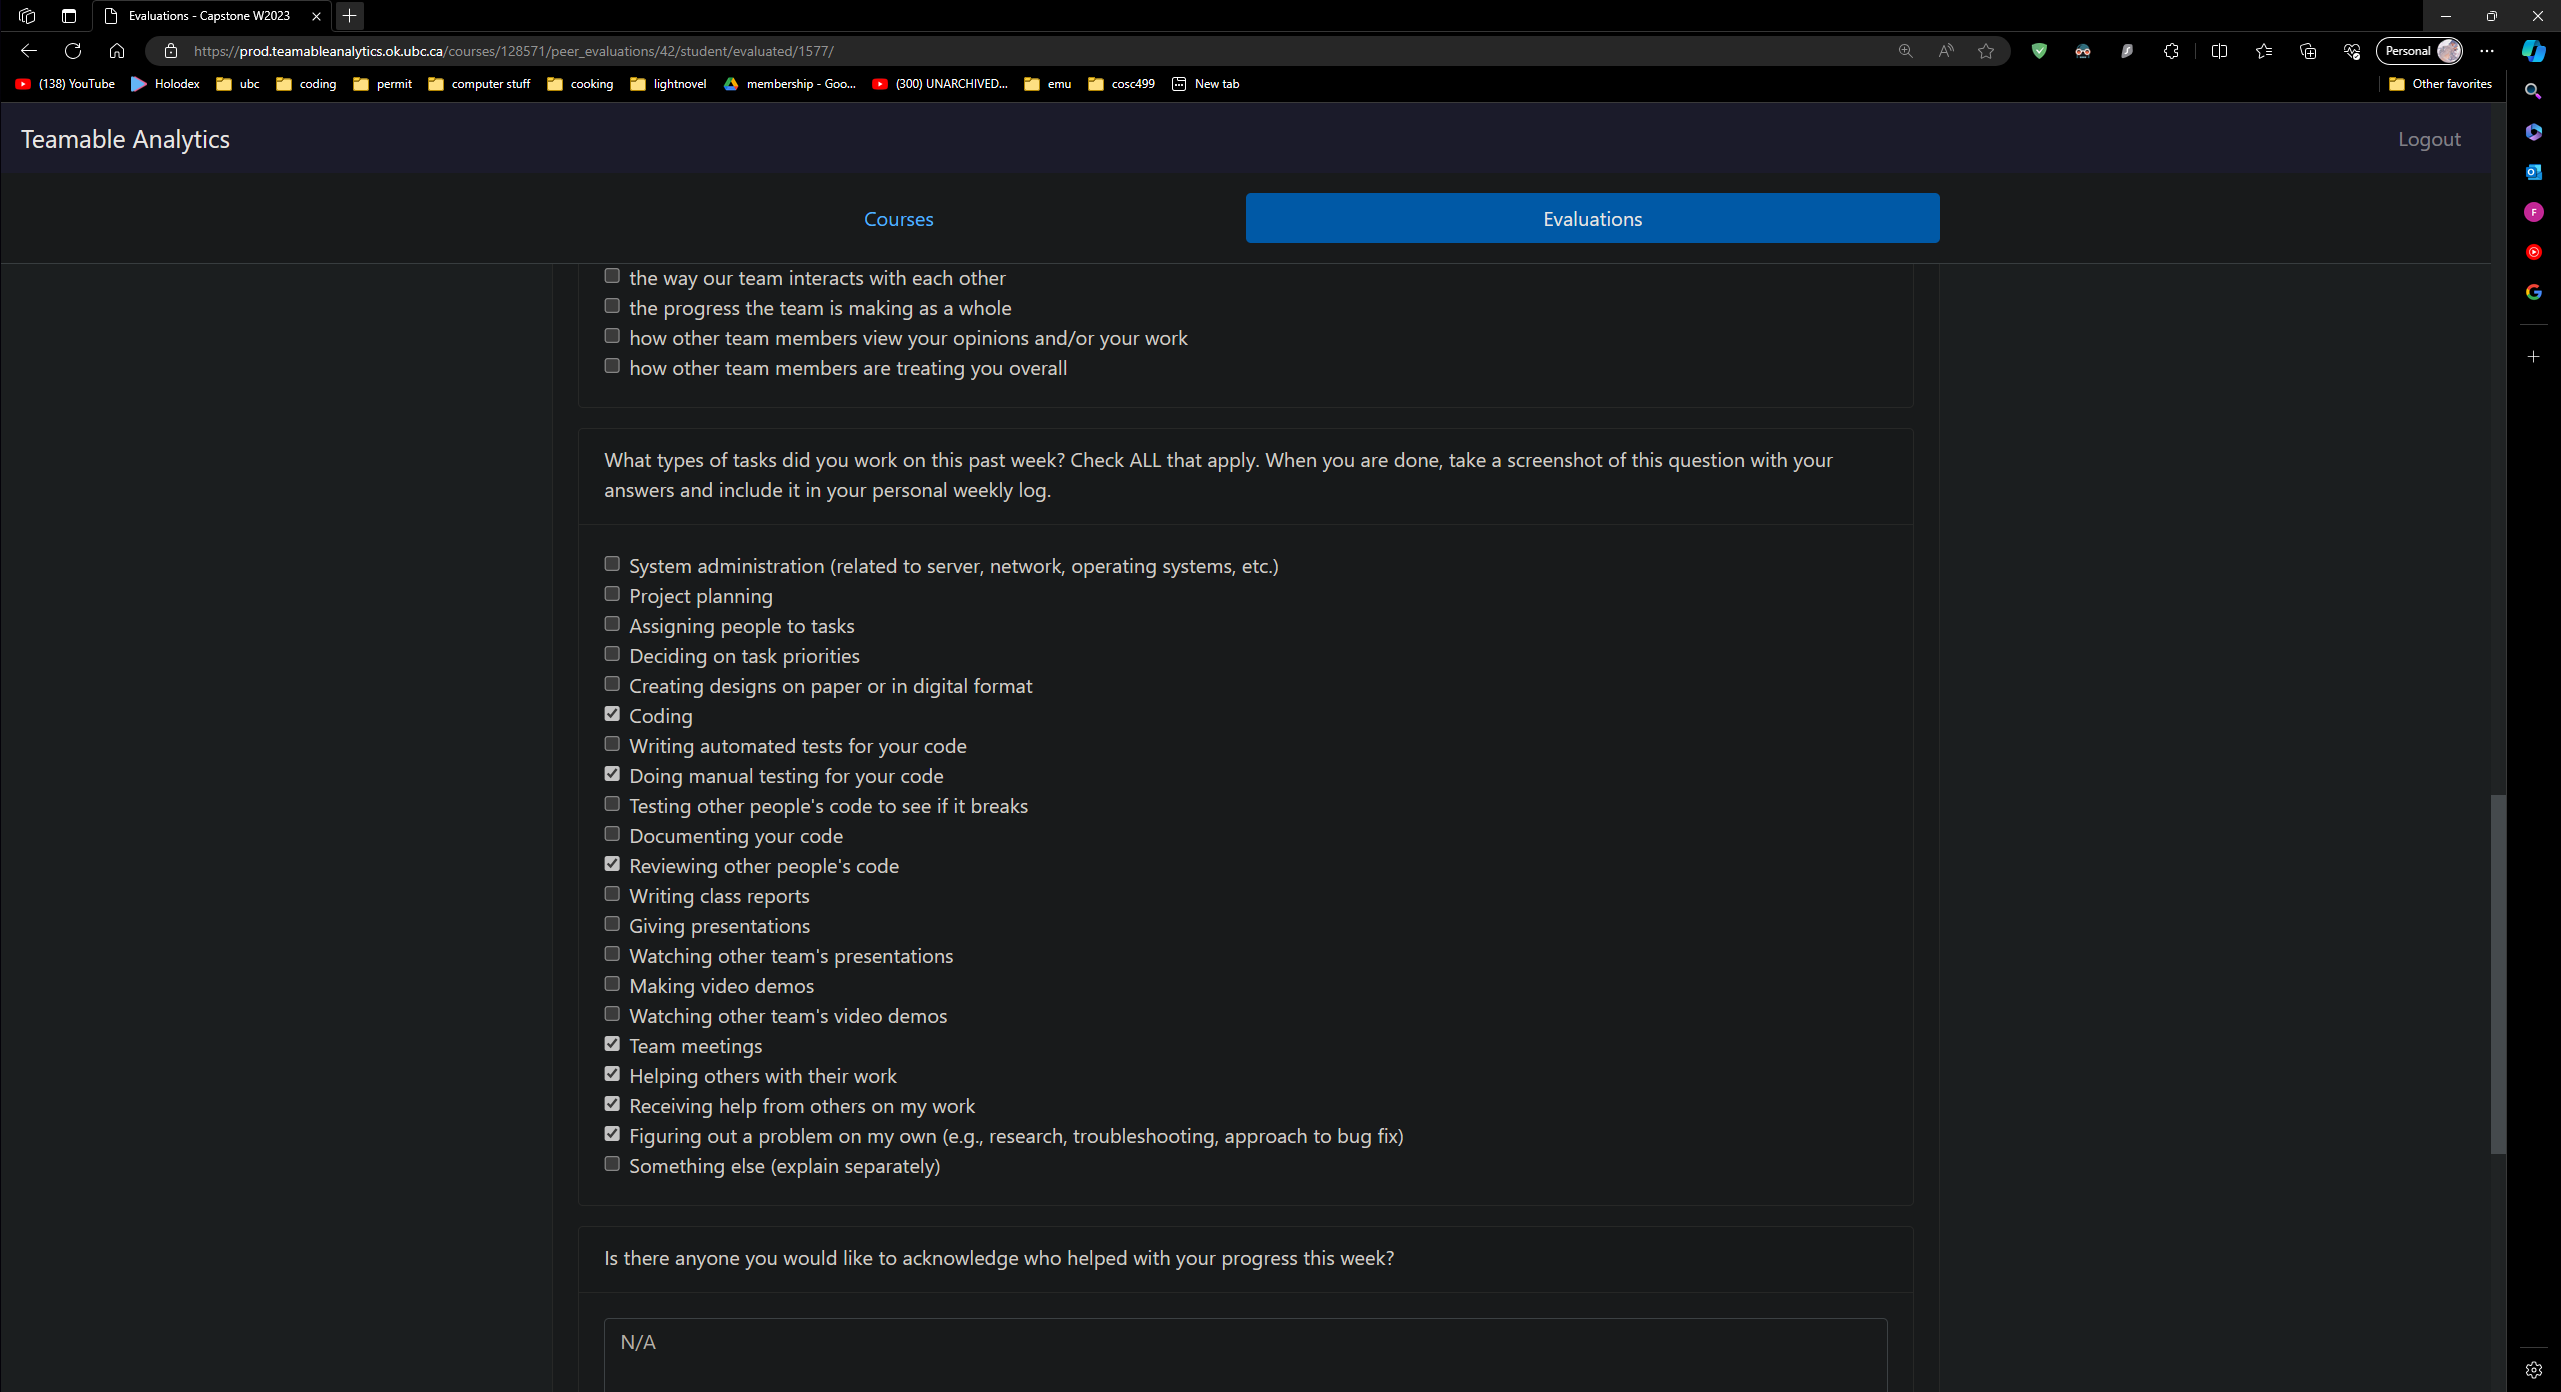 Evaluations - Capstone W2023
https://prod.teamableanalytics.ok.ubc.ca/courses/128571/peer_evaluations/42/student/evaluated/1577/
Personal
(138) YouTube Holodex ubc coding permit computer stuff cooking lightnovel membership - Goo... (300) UNARCHIVED... emu cosc499 New tab Other favorites
Teamable Analytics Logout
Courses Evaluations
the way our team interacts with each other
the progress the team is making as a whole
how other team members view your opinions and/or your work
how other team members are treating you overall
What types of tasks did you work on this past week? Check ALL that apply. When you are done, take a screenshot of this question with your
answers and include it in your personal weekly log.
System administration (related to server, network, operating systems, etc.)
Project planning
Assigning people to tasks
Deciding on task priorities
Creating designs on paper or in digital format
Coding
Writing automated tests for your code
Doing manual testing for your code
Testing other people's code to see if it breaks
Documenting your code
Reviewing other people's code
Writing class reports
Giving presentations
Watching other team's presentations
Making video demos
Watching other team's video demos
Team meetings
Helping others with their work
Receiving help from others on my work
Figuring out a problem on my own (e.g., research, troubleshooting, approach to bug fix)
Something else (explain separately)
Is there anyone you would like to acknowledge who helped with your progress this week?
N/A